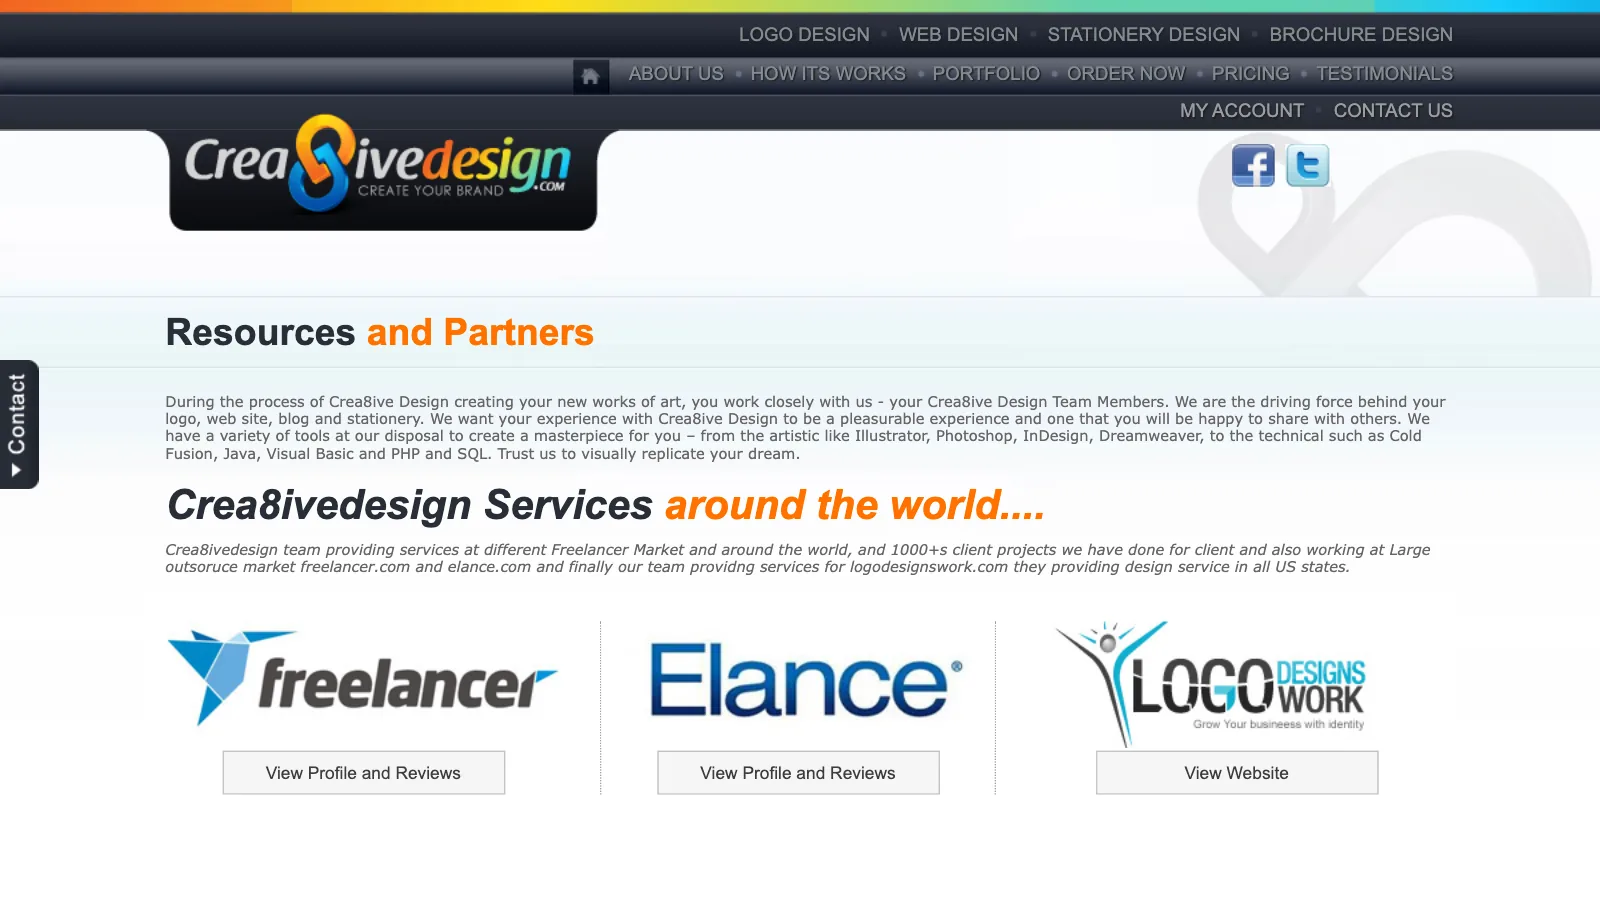 LOGO DESIGN • WEB DESIGN • STATIONERY DESIGN • BROCHURE DESIGN
ABOUT US • HOW ITS WORKS • PORTFOLIO • ORDER NOW • PRICING • TESTIMONIALS
MY ACCOUNT • CONTACT US
Crea8ivedesign.COM
CREATE YOUR BRAND
Resources and Partners
Contact
During the process of Crea8ive Design creating your new works of art, you work closely with us - your Crea8ive Design Team Members. We are the driving force behind your
logo, web site, blog and stationery. We want your experience with Crea8ive Design to be a pleasurable experience and one that you will be happy to share with others. We
have a variety of tools at our disposal to create a masterpiece for you – from the artistic like Illustrator, Photoshop, InDesign, Dreamweaver, to the technical such as Cold
Fusion, Java, Visual Basic and PHP and SQL. Trust us to visually replicate your dream.
Crea8ivedesign Services around the world....
Crea8ivedesign team providing services at different Freelancer Market and around the world, and 1000+s client projects we have done for client and also working at Large
outsoruce market freelancer.com and elance.com and finally our team providng services for logodesignswork.com they providing design service in all US states.
freelancer
Elance®
LOGO DESIGNS WORK
Grow Your busineess with identity
View Profile and Reviews
View Profile and Reviews
View Website